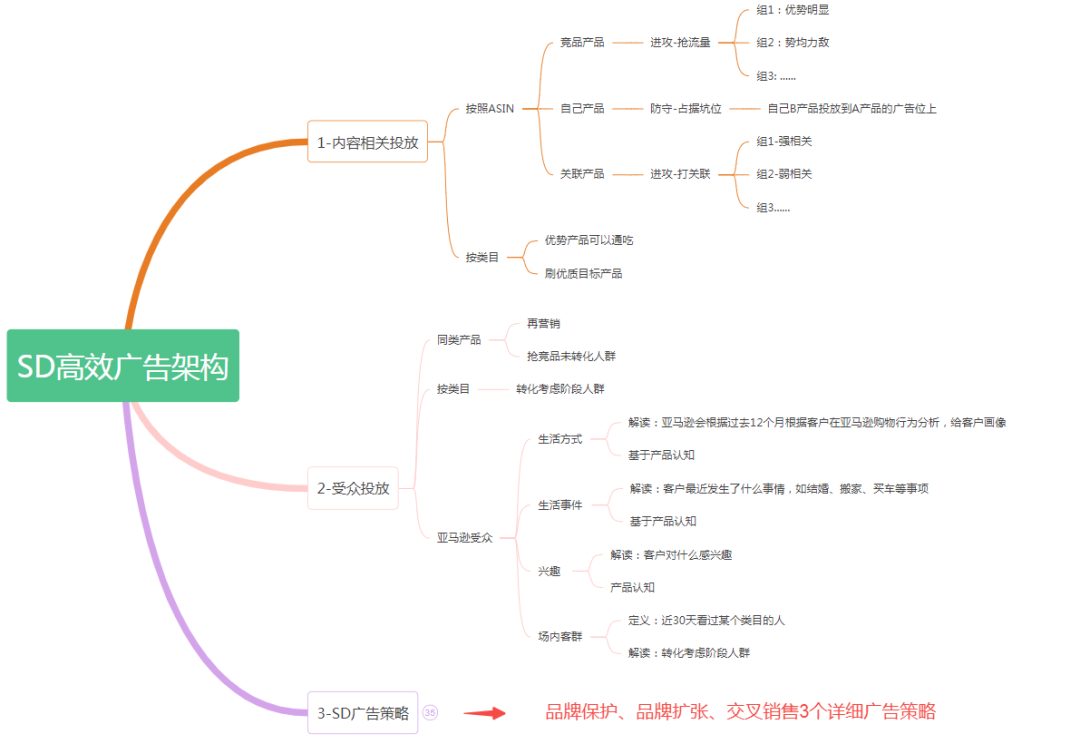 SD高效广告架构
1-内容相关投放
按照ASIN
竞品产品
进攻-抢流量
组1：优势明显
组2：势均力敌
组3: ......
自己产品
防守-占据坑位
自己B产品投放到A产品的广告位上
关联产品
进攻-打关联
组1-强相关
组2-弱相关
组3......
按类目
优势产品可以通吃
刷优质目标产品
2-受众投放
同类产品
再营销
抢竞品未转化人群
按类目
转化考虑阶段人群
亚马逊受众
生活方式
解读：亚马逊会根据过去12个月根据客户在亚马逊购物行为分析，给客户画像
基于产品认知
生活事件
解读：客户最近发生了什么事情，如结婚、搬家、买车等事项
基于产品认知
兴趣
解读：客户对什么感兴趣
产品认知
场内客群
定义：近30天看过某个类目的人
解读：转化考虑阶段人群
3-SD广告策略
35
品牌保护、品牌扩张、交叉销售3个详细广告策略